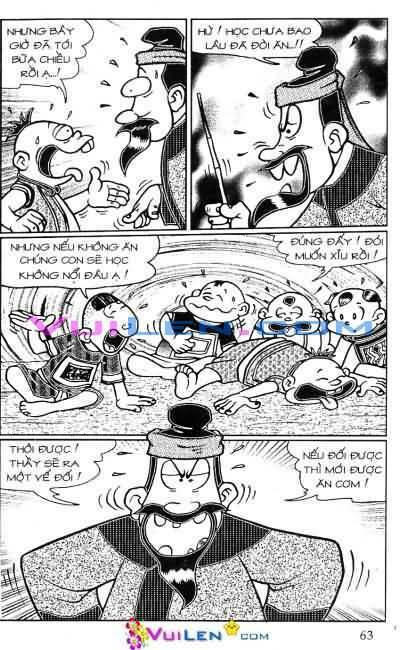 NHƯNG BÂY
GIỜ ĐÃ TỚI
BỮA CHIỀU
RỒI Ạ...!
HỪ! HỌC CHƯA BAO
LÂU ĐÃ ĐÒI ĂN...!!
NHƯNG NẾU KHÔNG ĂN
CHÚNG CON SẼ HỌC
KHÔNG NỔI ĐÂU Ạ!
ĐÚNG ĐẤY! ĐÓI
MUỐN XỈU RỒI!
VUILEN.COM
THÔI ĐƯỢC!
THẦY SẼ RA
MỘT VẾ ĐỐI!
NẾU ĐỐI ĐƯỢC
THÌ MỚI ĐƯỢC
ĂN CƠM!
63
VUILEN COM